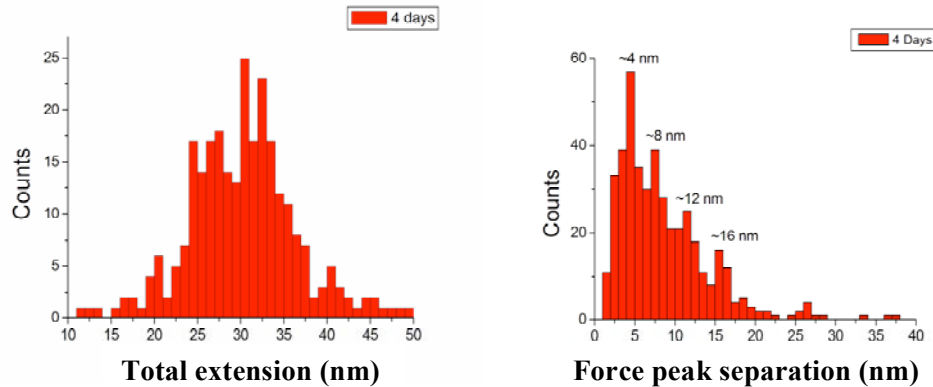 4 days
25
20
15
10
5
0
Counts
10 15 20 25 30 35 40 45 50
Total extension (nm)
4 Days
60
40
20
0
Counts
~4 nm
~8 nm
~12 nm
~16 nm
0 5 10 15 20 25 30 35 40
Force peak separation (nm)